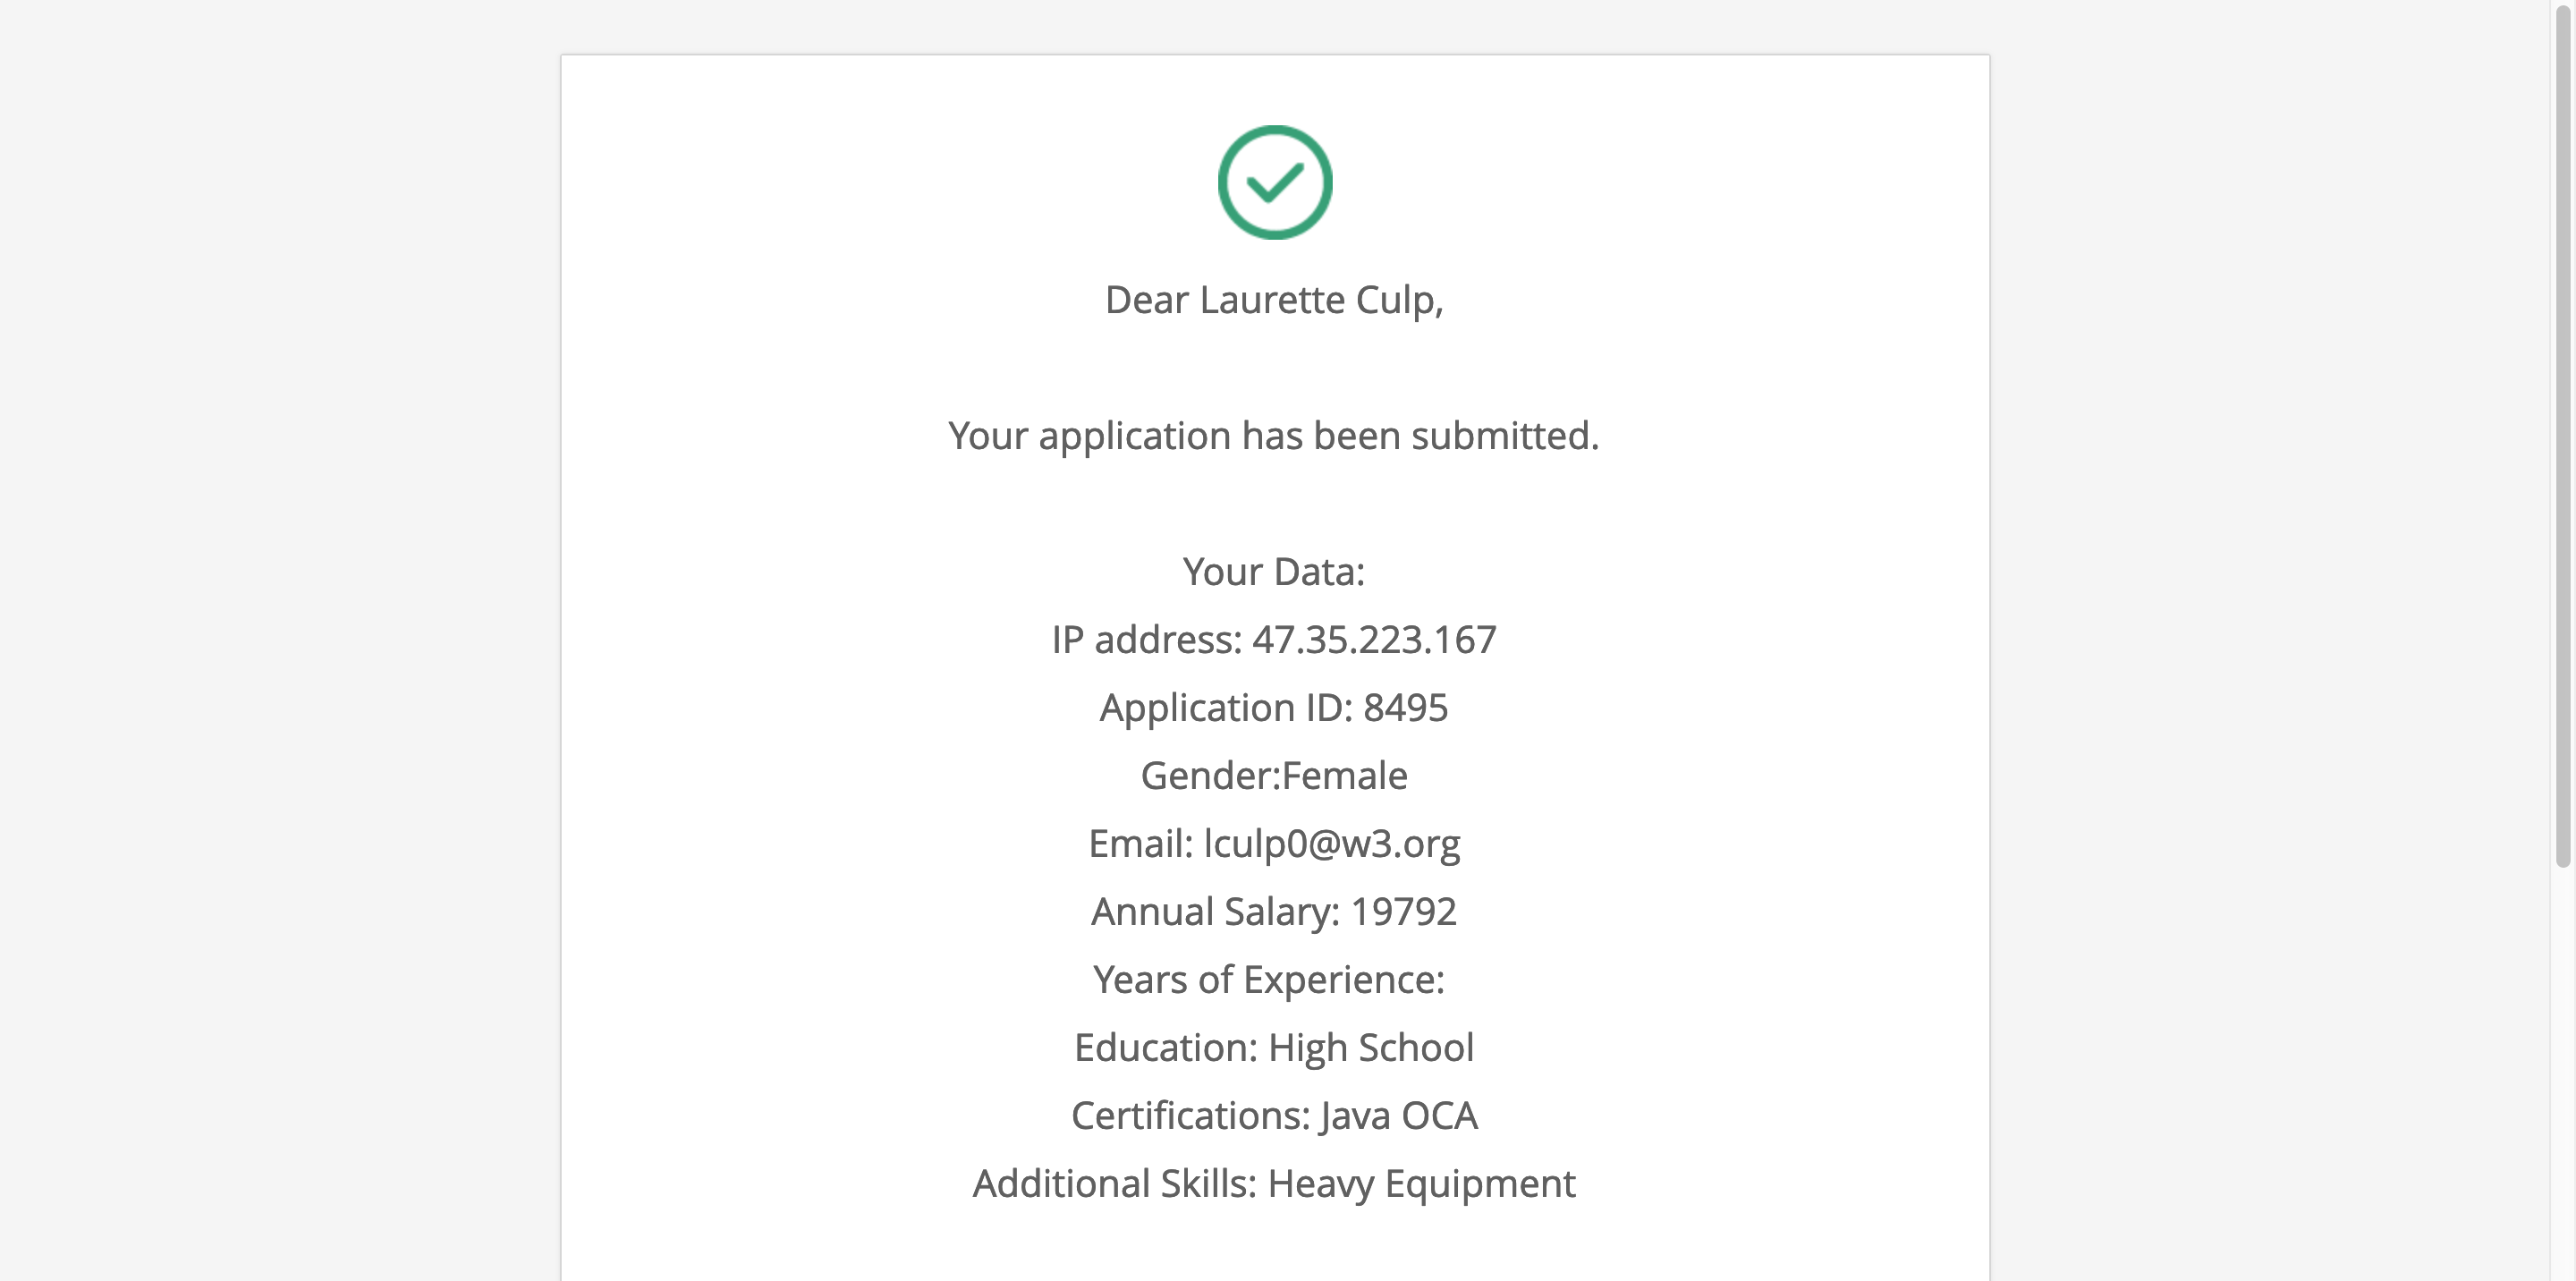 Dear Laurette Culp,
Your application has been submitted.
Your Data:
IP address: 47.35.223.167
Application ID: 8495
Gender:Female
Email: lculp0@w3.org
Annual Salary: 19792
Years of Experience:
Education: High School
Certifications: Java OCA
Additional Skills: Heavy Equipment